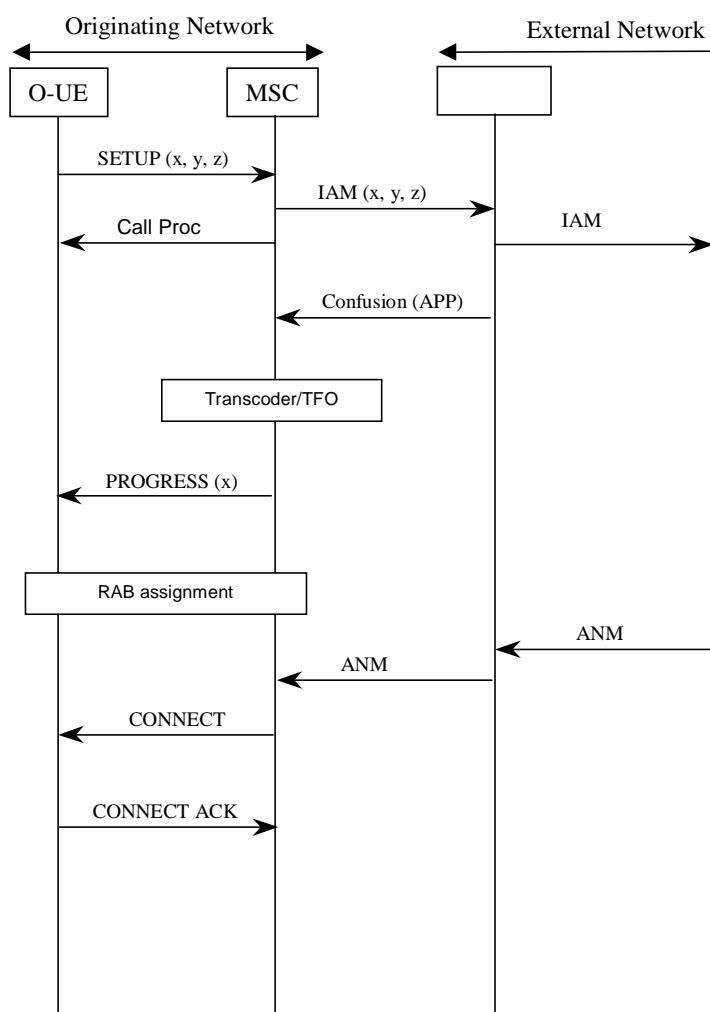 Originating Network
External Network
O-UE
MSC
SETUP (x, y, z)
IAM (x, y, z)
IAM
Call Proc
Confusion (APP)
Transcoder/TFO
PROGRESS (x)
RAB assignment
ANM
ANM
CONNECT
CONNECT ACK